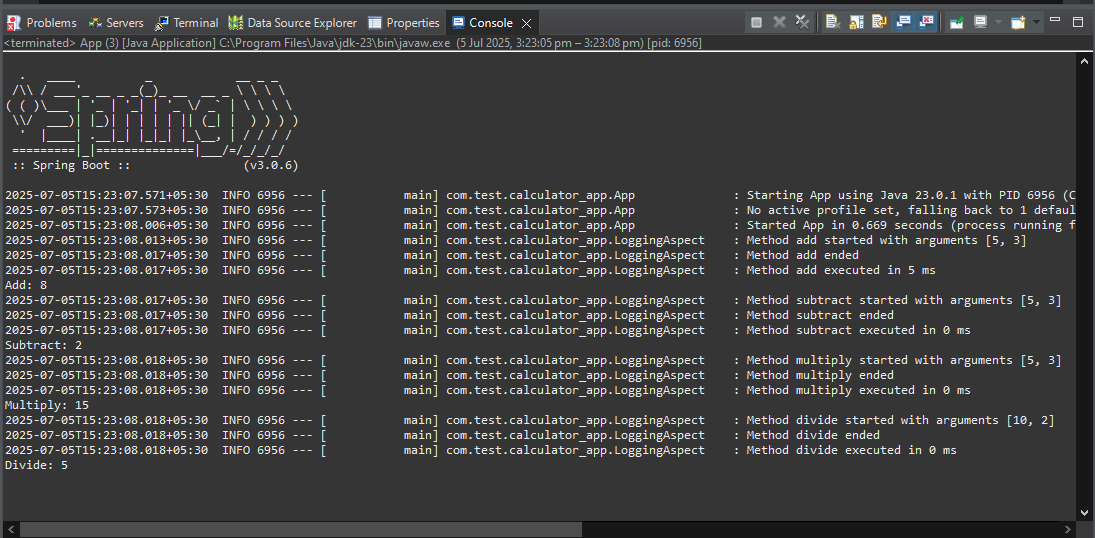 Problems Servers Terminal Data Source Explorer Properties Console
<terminated> App (3) [Java Application] C:\Program Files\Java\jdk-23\bin\javaw.exe (5 Jul 2025, 3:23:05 pm – 3:23:08 pm) [pid: 6956]
  .   ____          _            __ _ _
 /\\ / ___'_ __ _ _(_)_ __  __ _ \ \ \ \
( ( )\___ | '_ | '_| | '_ \/ _` | \ \ \ \
 \\/  ___)| |_)| | | | | || (_| |  ) ) ) )
  '  |____| .__|_| |_|_| |_\__, | / / / /
 =========|_|==============|___/=/_/_/_/
 :: Spring Boot ::                (v3.0.6)
2025-07-05T15:23:07.571+05:30  INFO 6956 --- [           main] com.test.calculator_app.App              : Starting App using Java 23.0.1 with PID 6956 (C
2025-07-05T15:23:07.573+05:30  INFO 6956 --- [           main] com.test.calculator_app.App              : No active profile set, falling back to 1 defaul
2025-07-05T15:23:08.006+05:30  INFO 6956 --- [           main] com.test.calculator_app.App              : Started App in 0.669 seconds (process running f
2025-07-05T15:23:08.013+05:30  INFO 6956 --- [           main] com.test.calculator_app.LoggingAspect    : Method add started with arguments [5, 3]
2025-07-05T15:23:08.017+05:30  INFO 6956 --- [           main] com.test.calculator_app.LoggingAspect    : Method add ended
2025-07-05T15:23:08.017+05:30  INFO 6956 --- [           main] com.test.calculator_app.LoggingAspect    : Method add executed in 5 ms
Add: 8
2025-07-05T15:23:08.017+05:30  INFO 6956 --- [           main] com.test.calculator_app.LoggingAspect    : Method subtract started with arguments [5, 3]
2025-07-05T15:23:08.017+05:30  INFO 6956 --- [           main] com.test.calculator_app.LoggingAspect    : Method subtract ended
2025-07-05T15:23:08.017+05:30  INFO 6956 --- [           main] com.test.calculator_app.LoggingAspect    : Method subtract executed in 0 ms
Subtract: 2
2025-07-05T15:23:08.018+05:30  INFO 6956 --- [           main] com.test.calculator_app.LoggingAspect    : Method multiply started with arguments [5, 3]
2025-07-05T15:23:08.018+05:30  INFO 6956 --- [           main] com.test.calculator_app.LoggingAspect    : Method multiply ended
2025-07-05T15:23:08.018+05:30  INFO 6956 --- [           main] com.test.calculator_app.LoggingAspect    : Method multiply executed in 0 ms
Multiply: 15
2025-07-05T15:23:08.018+05:30  INFO 6956 --- [           main] com.test.calculator_app.LoggingAspect    : Method divide started with arguments [10, 2]
2025-07-05T15:23:08.018+05:30  INFO 6956 --- [           main] com.test.calculator_app.LoggingAspect    : Method divide ended
2025-07-05T15:23:08.018+05:30  INFO 6956 --- [           main] com.test.calculator_app.LoggingAspect    : Method divide executed in 0 ms
Divide: 5